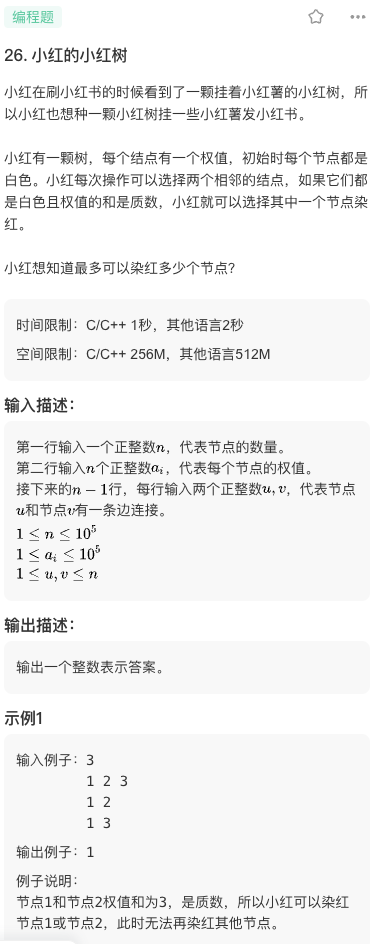 编程题
26. 小红的小红树
小红在刷小红书的时候看到了一颗挂着小红薯的小红树，所
以小红也想种一颗小红树挂一些小红薯发小红书。
小红有一颗树，每个结点有一个权值，初始时每个节点都是
白色。小红每次操作可以选择两个相邻的结点，如果它们都
是白色且权值的和是质数，小红就可以选择其中一个节点染
红。
小红想知道最多可以染红多少个节点？
时间限制：C/C++ 1秒，其他语言2秒
空间限制：C/C++ 256M，其他语言512M
输入描述：
第一行输入一个正整数n，代表节点的数量。
第二行输入n个正整数aᵢ，代表每个节点的权值。
接下来的n − 1行，每行输入两个正整数u, v，代表节点
u和节点v有一条边连接。
1 ≤ n ≤ 10⁵
1 ≤ aᵢ ≤ 10⁵
1 ≤ u, v ≤ n
输出描述：
输出一个整数表示答案。
示例1
输入例子：3
1 2 3
1 2
1 3
输出例子：1
例子说明：
节点1和节点2权值和为3，是质数，所以小红可以染红
节点1或节点2，此时无法再染红其他节点。